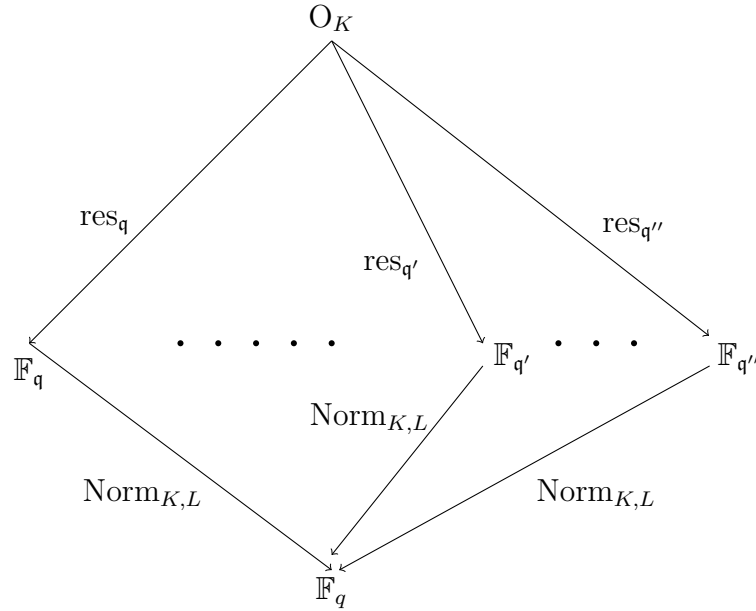 O_K
res_𝔮
res_𝔮''
res_𝔮'
. . . . . . . .
𝔽_𝔮
𝔽_𝔮'
𝔽_𝔮''
Norm_{K,L}
Norm_{K,L}
Norm_{K,L}
𝔽_q